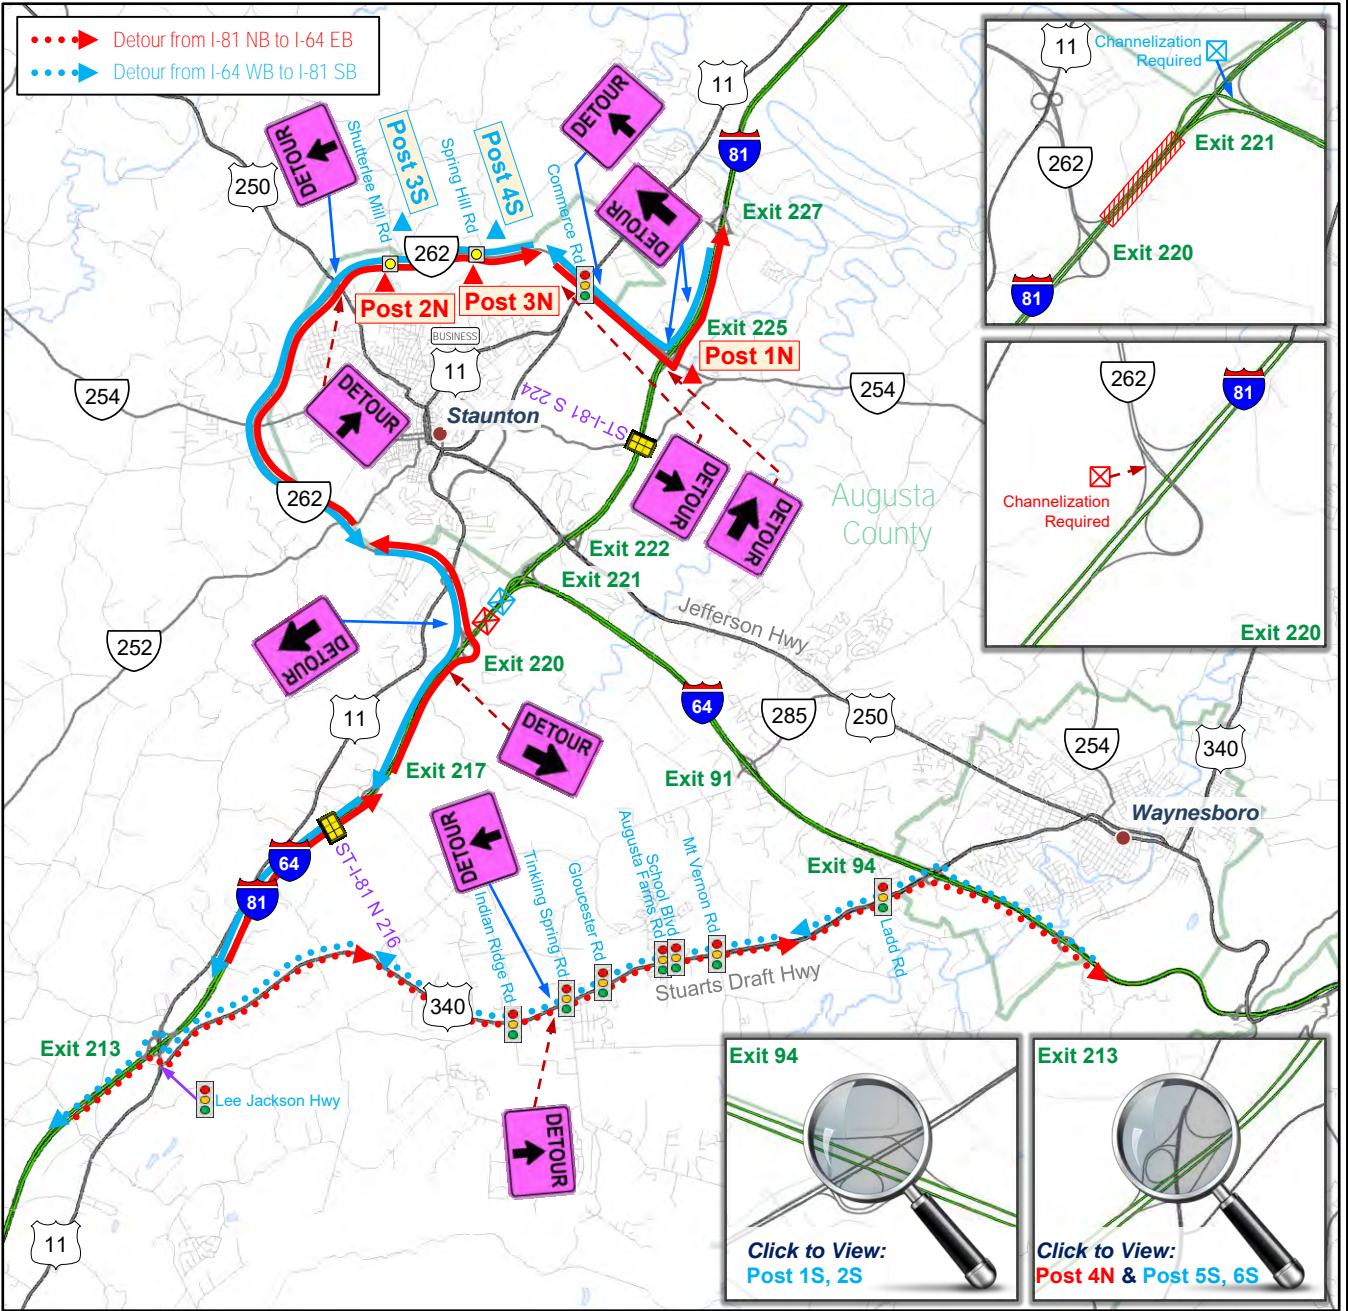 Detour from I-81 NB to I-64 EB
Detour from I-64 WB to I-81 SB
DETOUR
Shutterlee Mill Rd
Post 3S
Spring Hill Rd
Post 4S
Commerce Rd
DETOUR
DETOUR
11
81
250
262
Exit 227
Post 2N
Post 3N
Exit 225
Post 1N
BUSINESS
11
254
254
DETOUR
Staunton
ST-I-81 S 224
DETOUR
DETOUR
Augusta
County
262
Exit 222
Exit 221
Jefferson Hwy
252
DETOUR
Exit 220
11
64
285
250
254
340
DETOUR
Exit 217
Exit 91
Waynesboro
DETOUR
64
81
ST-I-81 N 216
Indian Ridge Rd
Tinkling Spring Rd
Gloucester Rd
Augusta Farms Rd
School Blvd
Mt Vernon Rd
Exit 94
Ladd Rd
Stuarts Draft Hwy
340
Exit 213
Lee Jackson Hwy
DETOUR
11
11
Channelization
Required
Exit 221
262
Exit 220
81
262
81
Channelization
Required
Exit 220
Exit 94
Click to View:
Post 1S, 2S
Exit 213
Click to View:
Post 4N & Post 5S, 6S